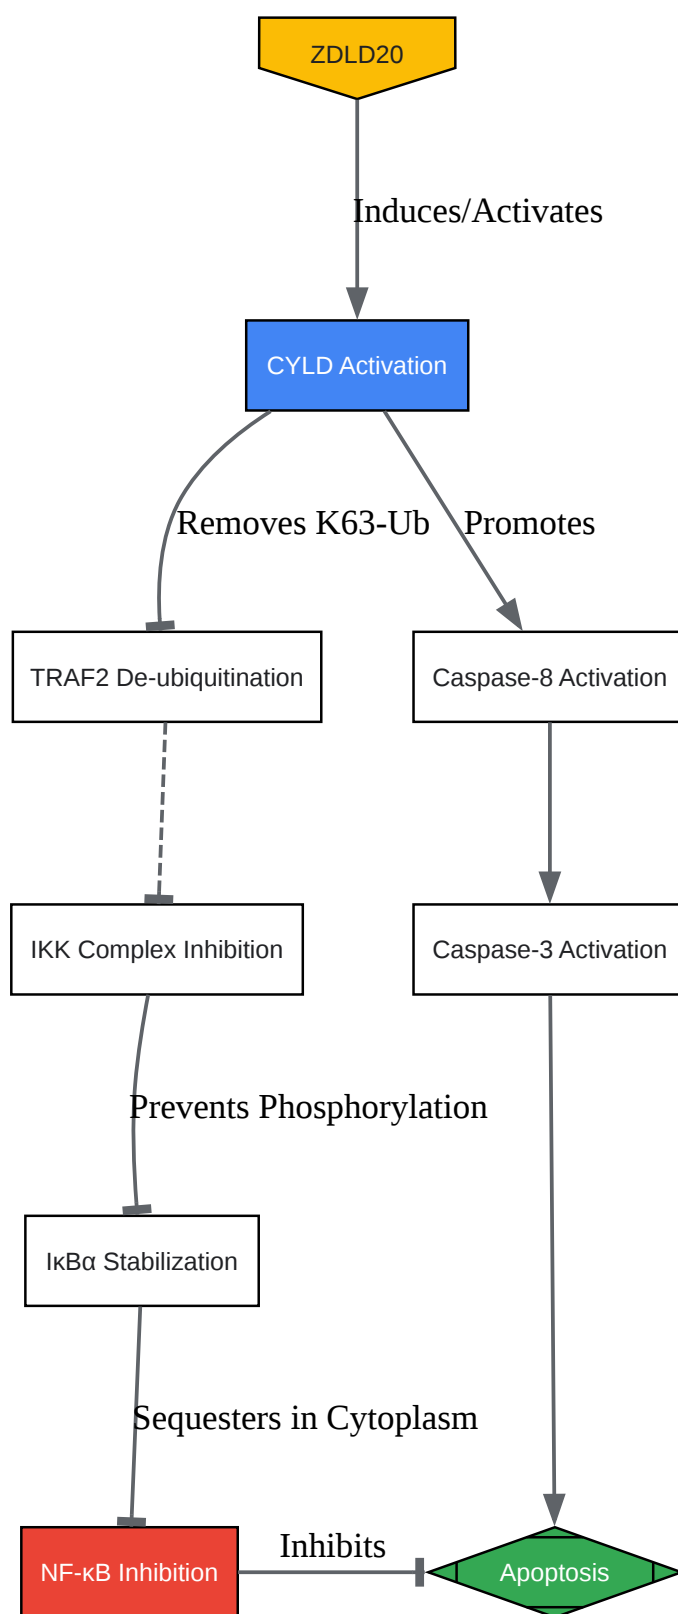 ZDLD20
Induces/Activates
CYLD Activation
Removes K63-Ub
Promotes
TRAF2 De-ubiquitination
Caspase-8 Activation
IKK Complex Inhibition
Caspase-3 Activation
Prevents Phosphorylation
IκBα Stabilization
Sequesters in Cytoplasm
NF-κB Inhibition
Inhibits
Apoptosis